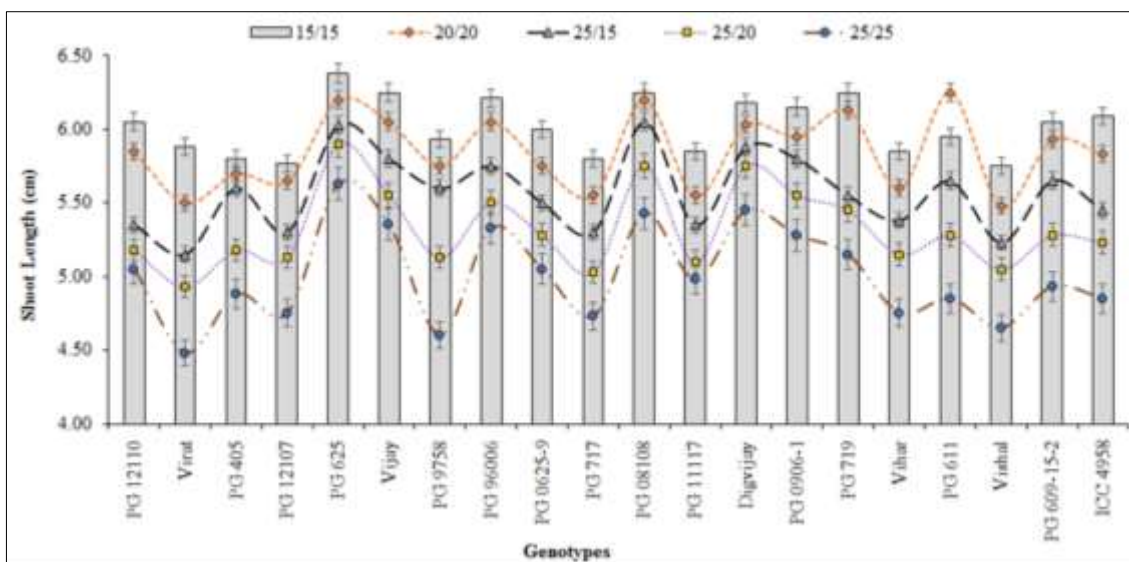 15/15 20/20 25/15 25/20 25/25
6.50
6.00
5.50
5.00
4.50
4.00
Shoot Length (cm)
PG 12110
Virat
PG 405
PG 12107
PG 625
Vijay
PG 9758
PG 96006
PG 0625-9
PG 717
PG 08108
PG 11117
Digvijay
PG 0906-1
PG 719
Vihar
PG 611
Vishal
PG 609-15-2
ICC 4958
Genotypes